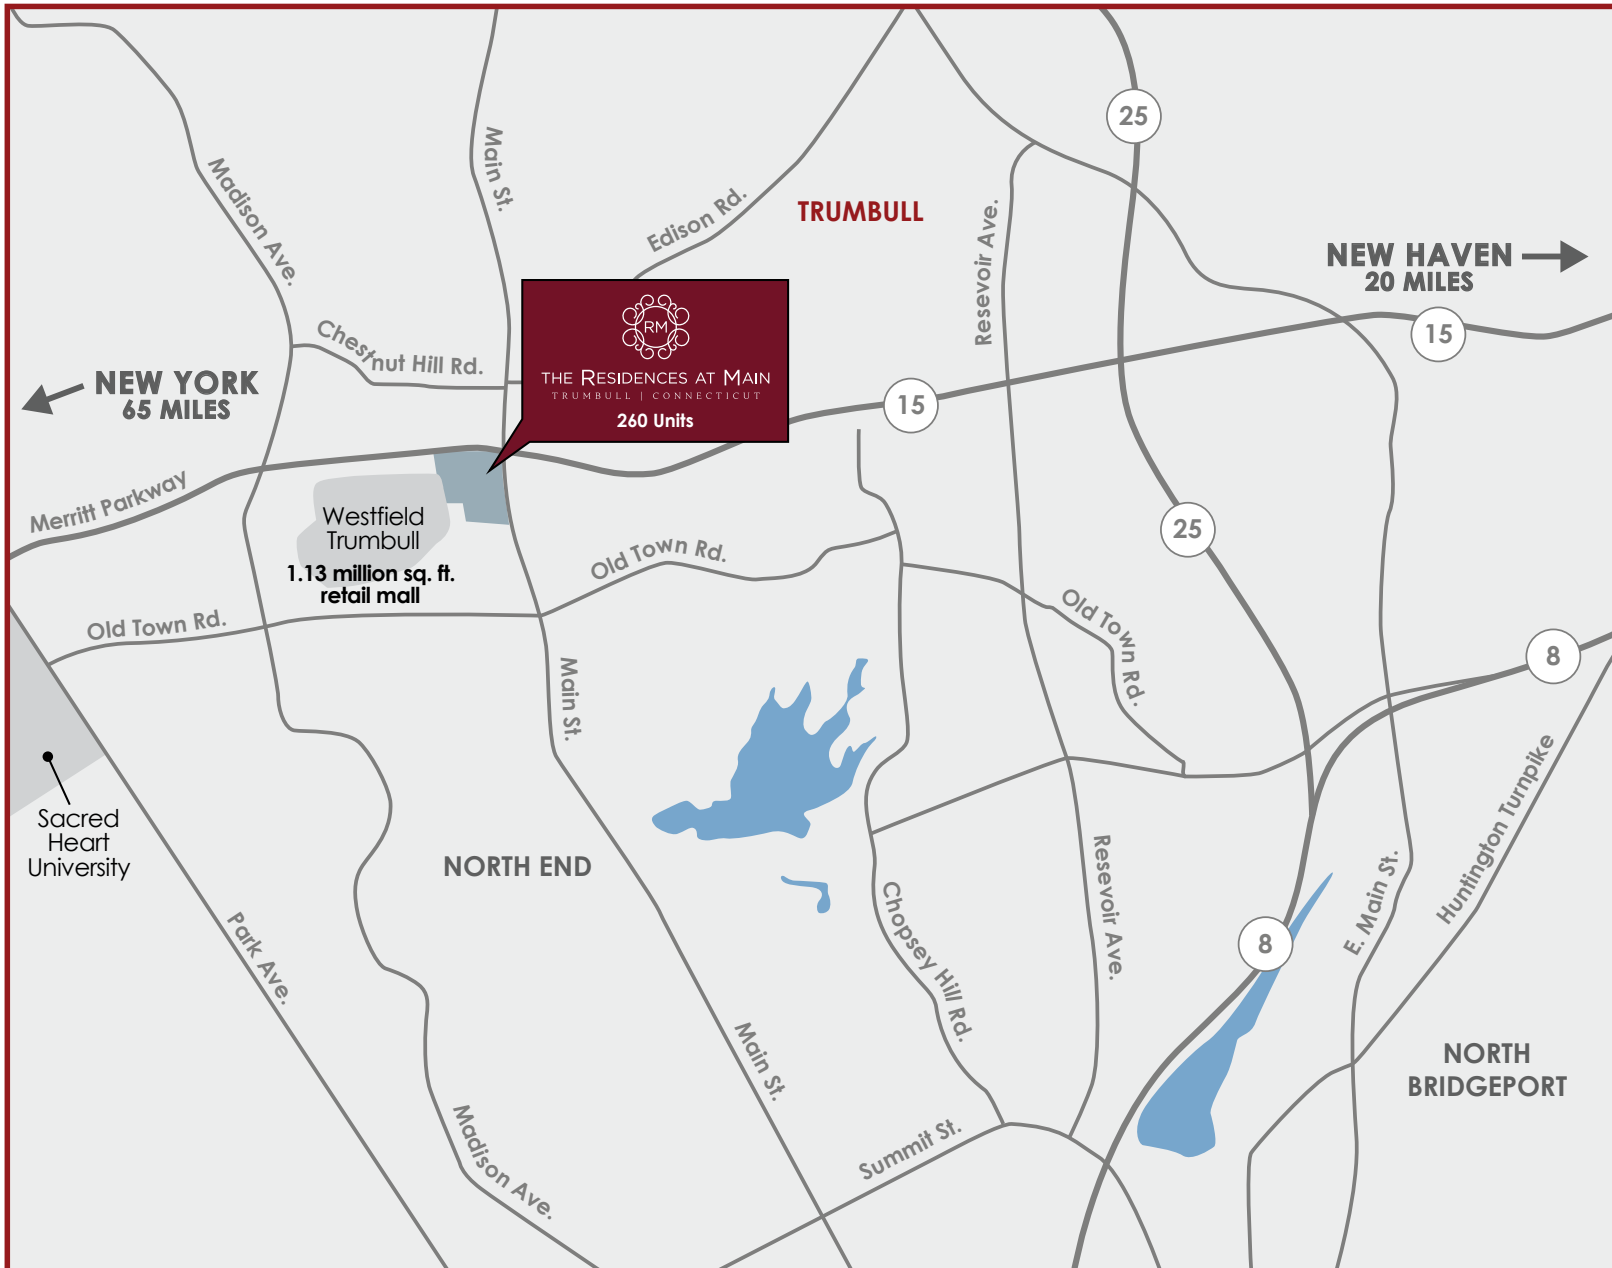 25
Main St.
Madison Ave.
Edison Rd.
TRUMBULL
Resevoir Ave.
NEW HAVEN
20 MILES
15
RM
Chestnut Hill Rd.
THE RESIDENCES AT MAIN
TRUMBULL | CONNECTICUT
260 Units
NEW YORK
65 MILES
15
Merritt Parkway
Westfield
Trumbull
1.13 million sq. ft.
retail mall
25
Old Town Rd.
Old Town Rd.
Old Town Rd.
8
Main St.
Sacred
Heart
University
NORTH END
Huntington Turnpike
Resevoir Ave.
E. Main St.
Chopsey Hill Rd.
Park Ave.
8
Main St.
NORTH
BRIDGEPORT
Madison Ave.
Summit St.